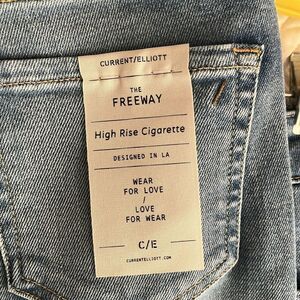 CURRENT/ELLIOTT
THE
FREEWAY
High Rise Cigarette
DESIGNED IN LA
WEAR
FOR LOVE
/
LOVE
FOR WEAR
C/E
CURRENTELLIOTT.COM